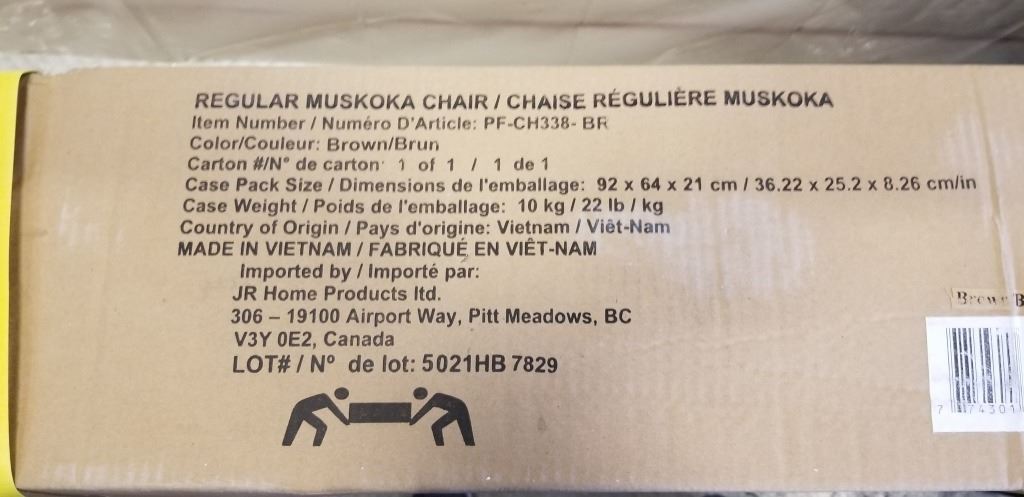 REGULAR MUSKOKA CHAIR / CHAISE RÉGULIÈRE MUSKOKA
Item Number / Numéro D'Article: PF-CH338- BR
Color/Couleur: Brown/Brun
Carton #/N° de carton: 1 of 1 / 1 de 1
Case Pack Size / Dimensions de l'emballage: 92 x 64 x 21 cm / 36.22 x 25.2 x 8.26 cm/in
Case Weight / Poids de l'emballage: 10 kg / 22 lb / kg
Country of Origin / Pays d'origine: Vietnam / Viêt-Nam
MADE IN VIETNAM / FABRIQUÉ EN VIÊT-NAM
Imported by / Importé par:
JR Home Products ltd.
306 – 19100 Airport Way, Pitt Meadows, BC
V3Y 0E2, Canada
LOT# / N° de lot: 5021HB 7829
Brown B